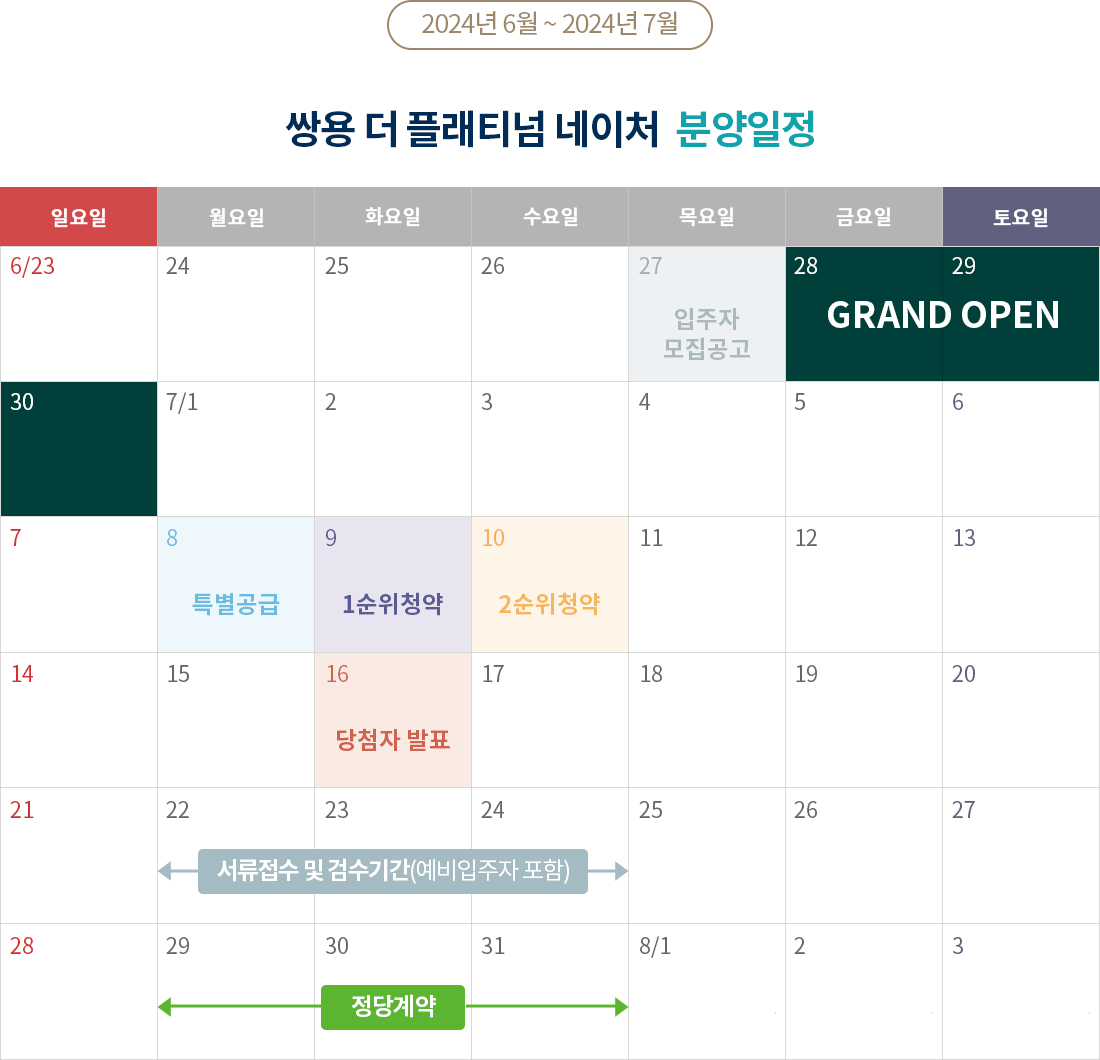 2024년 6월 ~ 2024년 7월
쌍용 더 플래티넘 네이처 분양일정
일요일 월요일 화요일 수요일 목요일 금요일 토요일
6/23 24 25 26 27 28 29
입주자
모집공고
GRAND OPEN
30 7/1 2 3 4 5 6
7 8 9 10 11 12 13
특별공급 1순위청약 2순위청약
14 15 16 17 18 19 20
당첨자 발표
21 22 23 24 25 26 27
서류접수 및 검수기간(예비입주자 포함)
28 29 30 31 8/1 2 3
정당계약